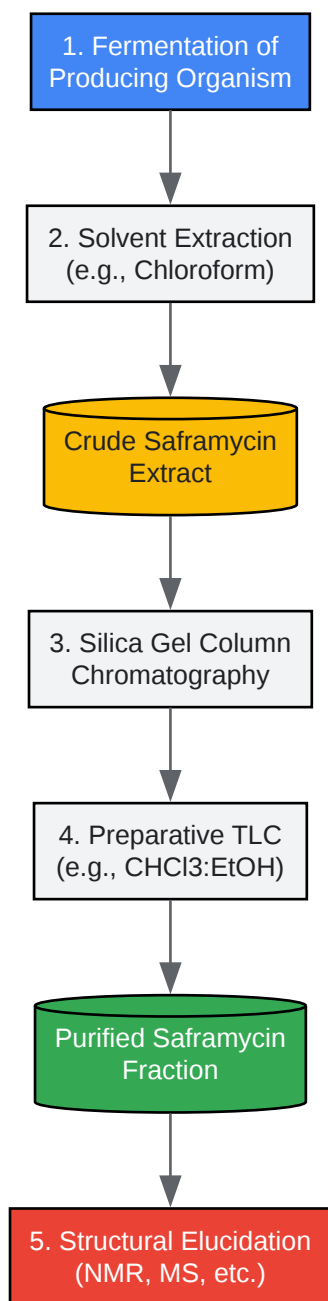 1. Fermentation of
Producing Organism
2. Solvent Extraction
(e.g., Chloroform)
Crude Saframycin
Extract
3. Silica Gel Column
Chromatography
4. Preparative TLC
(e.g., CHCl3:EtOH)
Purified Saframycin
Fraction
5. Structural Elucidation
(NMR, MS, etc.)